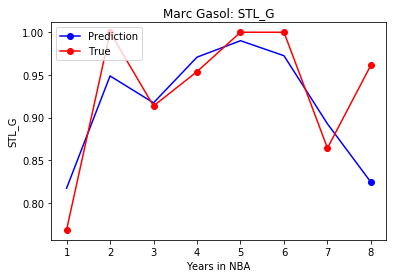 Marc Gasol: STL_G
Prediction
True
1.00
0.95
0.90
0.85
0.80
STL_G
1 2 3 4 5 6 7 8
Years in NBA